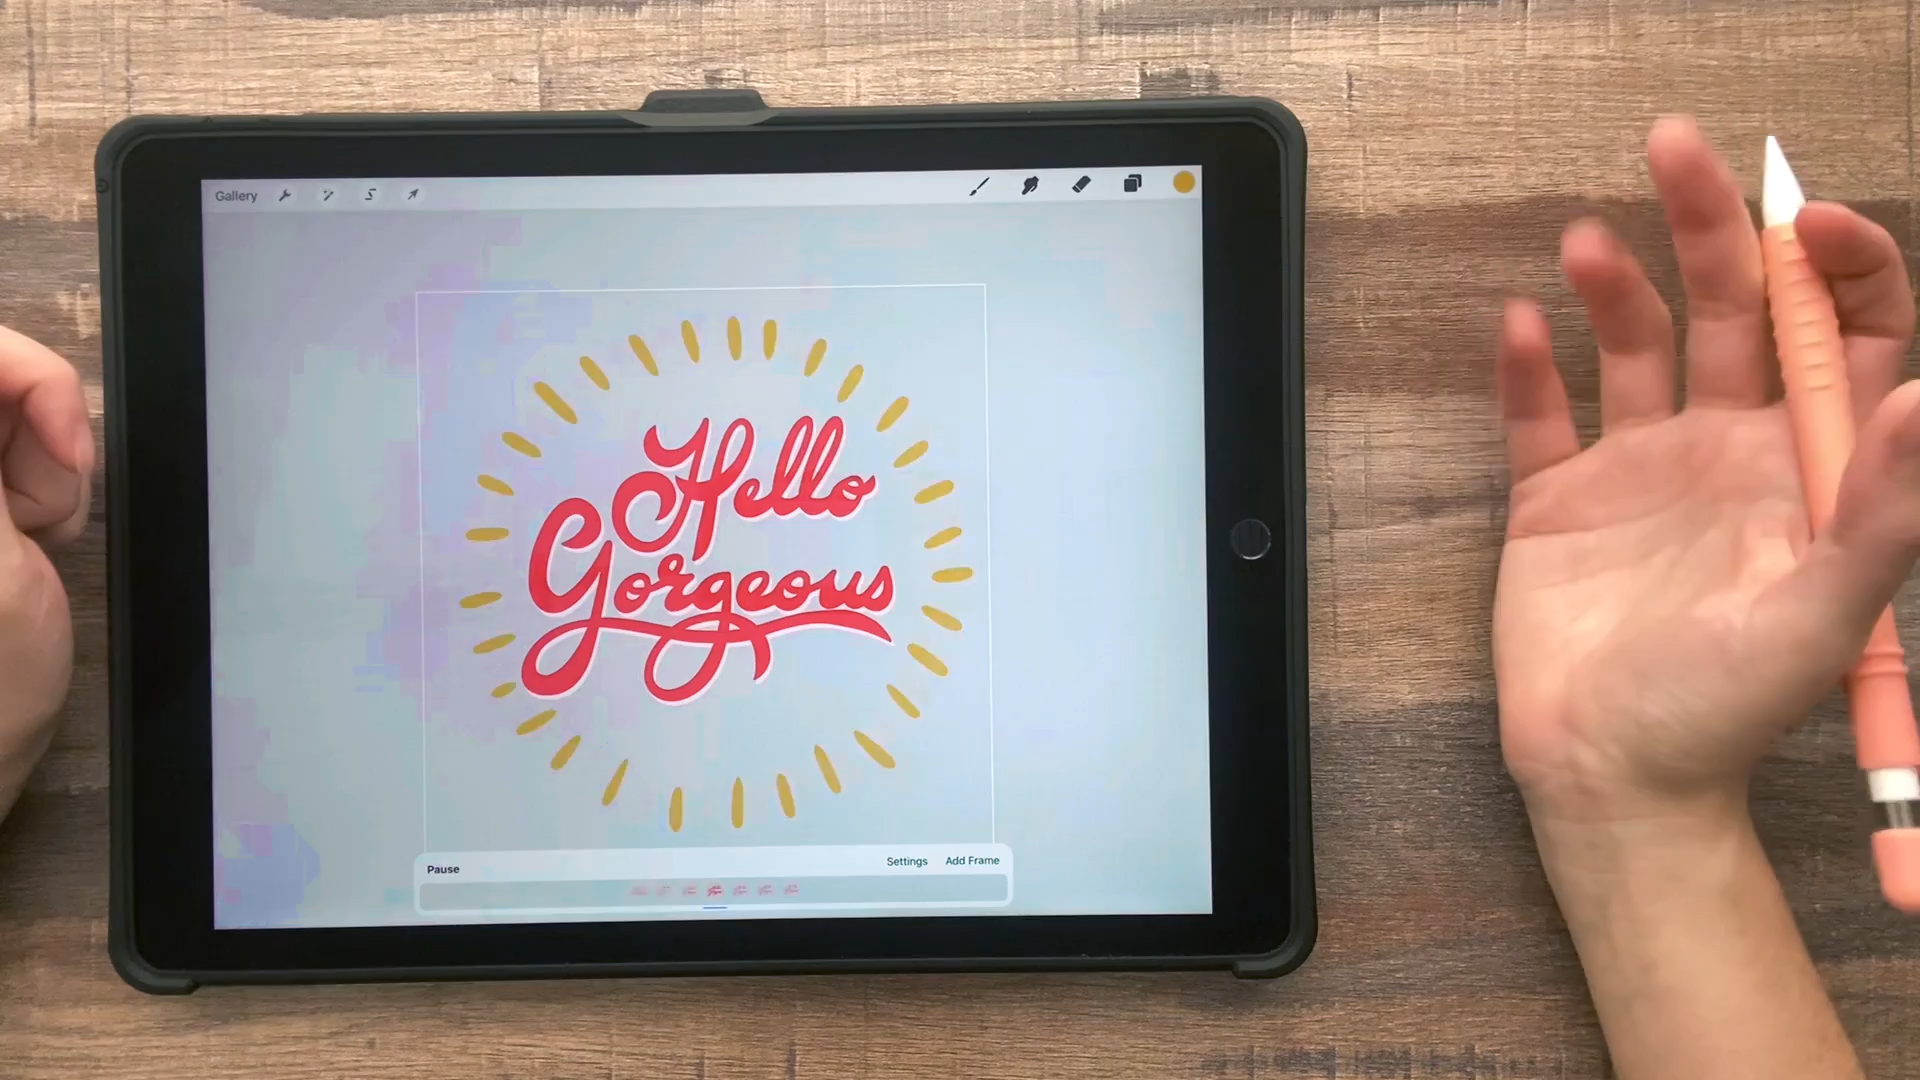 Gallery
Hello
Gorgeous
Pause
Settings Add Frame